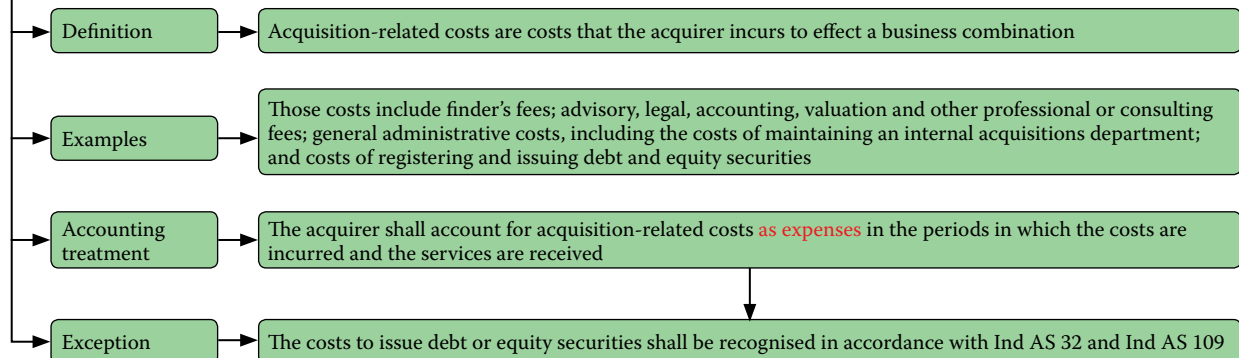 Definition
Acquisition-related costs are costs that the acquirer incurs to effect a business combination
Examples
Those costs include finder’s fees; advisory, legal, accounting, valuation and other professional or consulting
fees; general administrative costs, including the costs of maintaining an internal acquisitions department;
and costs of registering and issuing debt and equity securities
Accounting
treatment
The acquirer shall account for acquisition-related costs as expenses in the periods in which the costs are
incurred and the services are received
Exception
The costs to issue debt or equity securities shall be recognised in accordance with Ind AS 32 and Ind AS 109